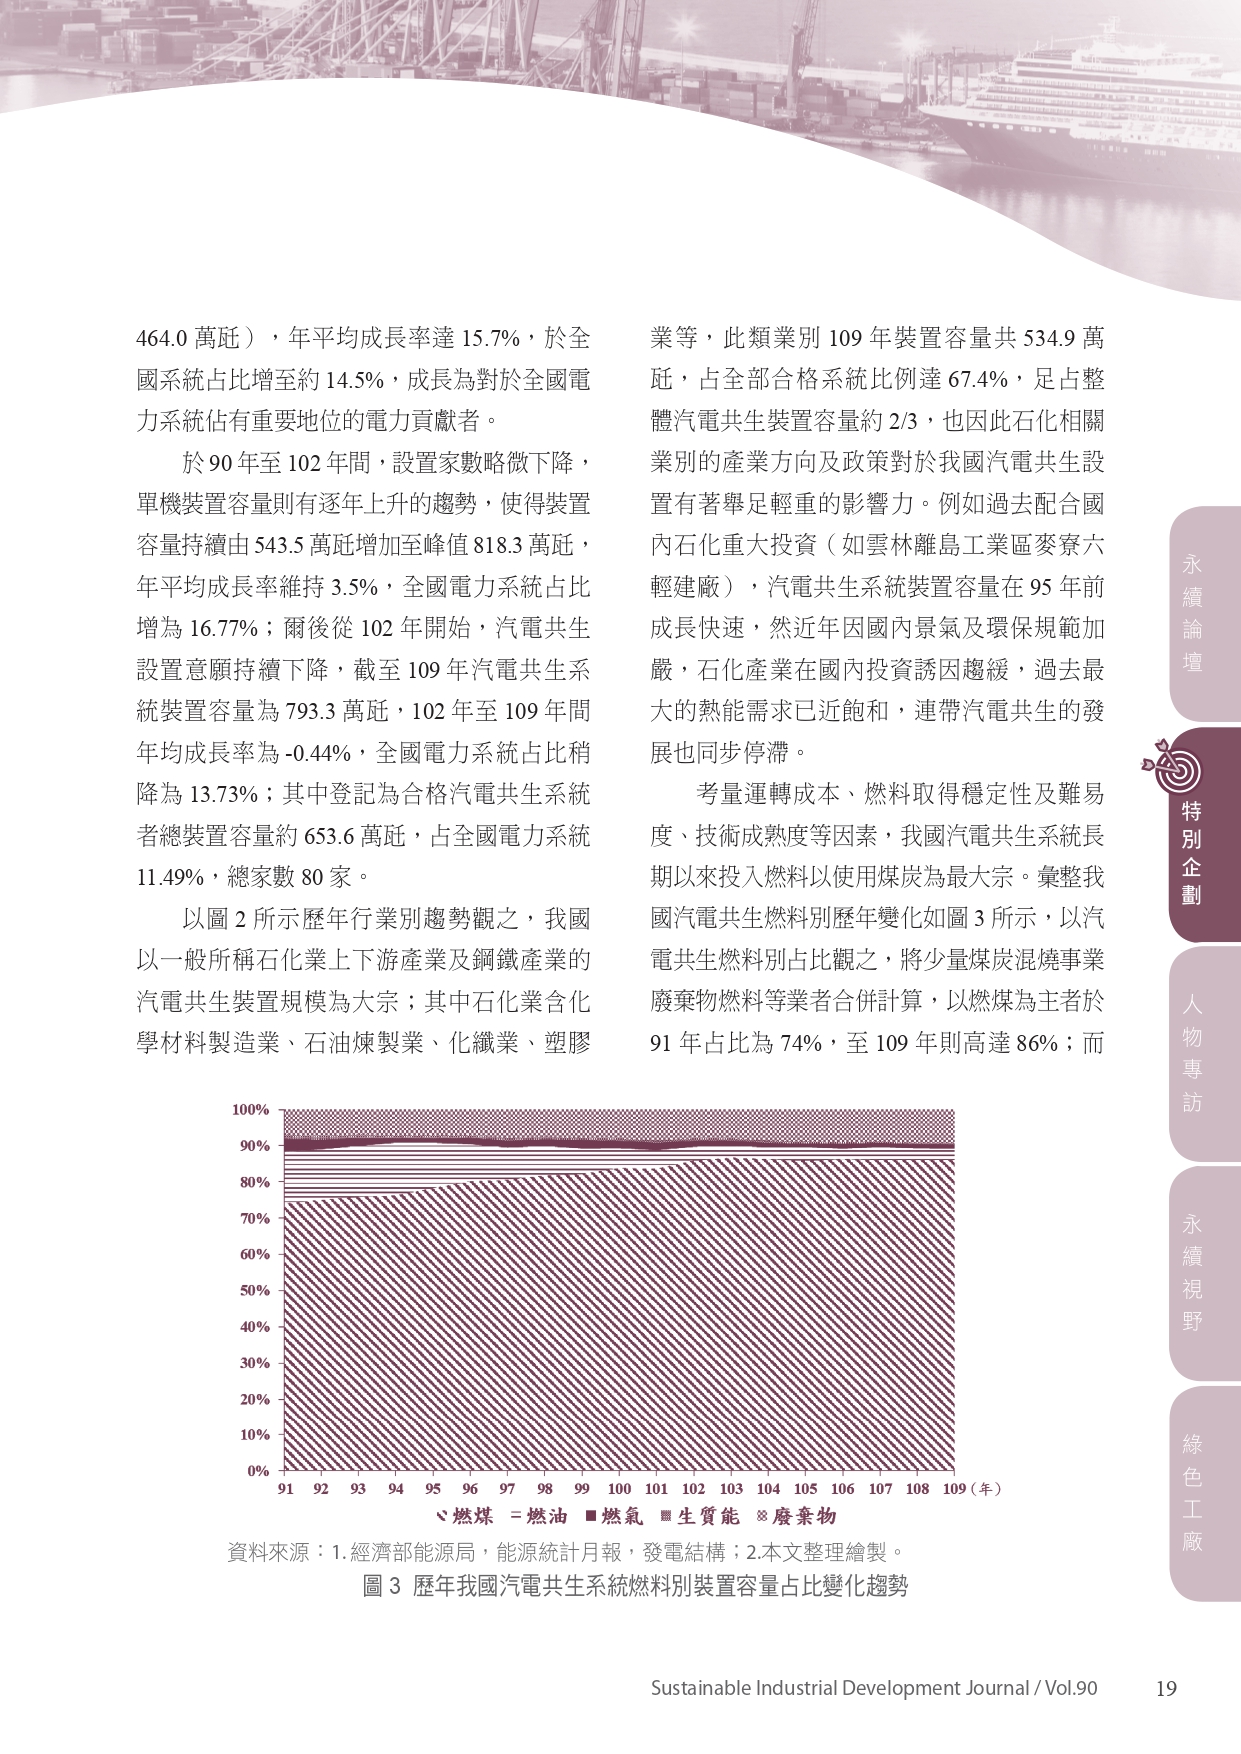 464.0 萬瓩），年平均成長率達 15.7%，於全
國系統占比增至約 14.5%，成長為對於全國電
力系統佔有重要地位的電力貢獻者。
於 90 年至 102 年間，設置家數略微下降，
單機裝置容量則有逐年上升的趨勢，使得裝置
容量持續由 543.5 萬瓩增加至峰值 818.3 萬瓩，
年平均成長率維持 3.5%，全國電力系統占比
增為 16.77%；爾後從 102 年開始，汽電共生
設置意願持續下降，截至 109 年汽電共生系
統裝置容量為 793.3 萬瓩，102 年至 109 年間
年均成長率為 -0.44%，全國電力系統占比稍
降為 13.73%；其中登記為合格汽電共生系統
者總裝置容量約 653.6 萬瓩，占全國電力系統
11.49%，總家數 80 家。
以圖 2 所示歷年行業別趨勢觀之，我國
以一般所稱石化業上下游產業及鋼鐵產業的
汽電共生裝置規模為大宗；其中石化業含化
學材料製造業、石油煉製業、化纖業、塑膠
業等，此類業別 109 年裝置容量共 534.9 萬
瓩，占全部合格系統比例達 67.4%，足占整
體汽電共生裝置容量約 2/3，也因此石化相關
業別的產業方向及政策對於我國汽電共生設
置有著舉足輕重的影響力。例如過去配合國
內石化重大投資（如雲林離島工業區麥寮六
輕建廠），汽電共生系統裝置容量在 95 年前
成長快速，然近年因國內景氣及環保規範加
嚴，石化產業在國內投資誘因趨緩，過去最
大的熱能需求已近飽和，連帶汽電共生的發
展也同步停滯。
考量運轉成本、燃料取得穩定性及難易
度、技術成熟度等因素，我國汽電共生系統長
期以來投入燃料以使用煤炭為最大宗。彙整我
國汽電共生燃料別歷年變化如圖 3 所示，以汽
電共生燃料別占比觀之，將少量煤炭混燒事業
廢棄物燃料等業者合併計算，以燃煤為主者於
91 年占比為 74%，至 109 年則高達 86%；而
100%
90%
80%
70%
60%
50%
40%
30%
20%
10%
0%
91 92 93 94 95 96 97 98 99 100 101 102 103 104 105 106 107 108 109（年）
燃煤 燃油 燃氣 生質能 廢棄物
資料來源：1.經濟部能源局，能源統計月報，發電結構；2.本文整理繪製。
圖 3 歷年我國汽電共生系統燃料別裝置容量占比變化趨勢
永續論壇
特別企劃
人物專訪
永續視野
綠色工廠
Sustainable Industrial Development Journal / Vol.90 19